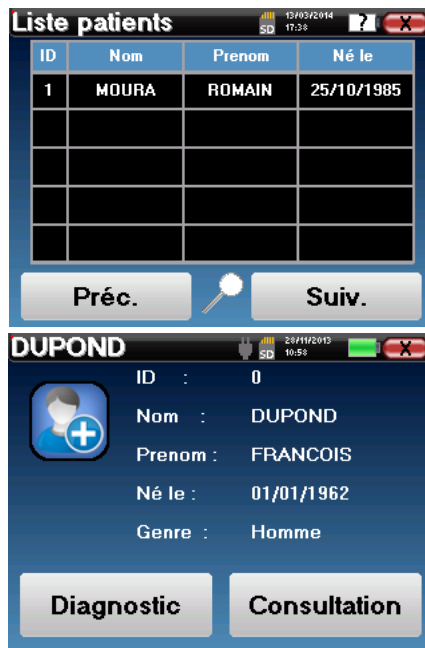 Liste patients SD 13/03/2014 17:38 ? X
ID Nom Prenom Né le
1 MOURA ROMAIN 25/10/1985
Préc. Suiv.
DUPOND SD 28/11/2013 10:58 X
ID : 0
Nom : DUPOND
Prenom : FRANCOIS
Né le : 01/01/1962
Genre : Homme
Diagnostic Consultation